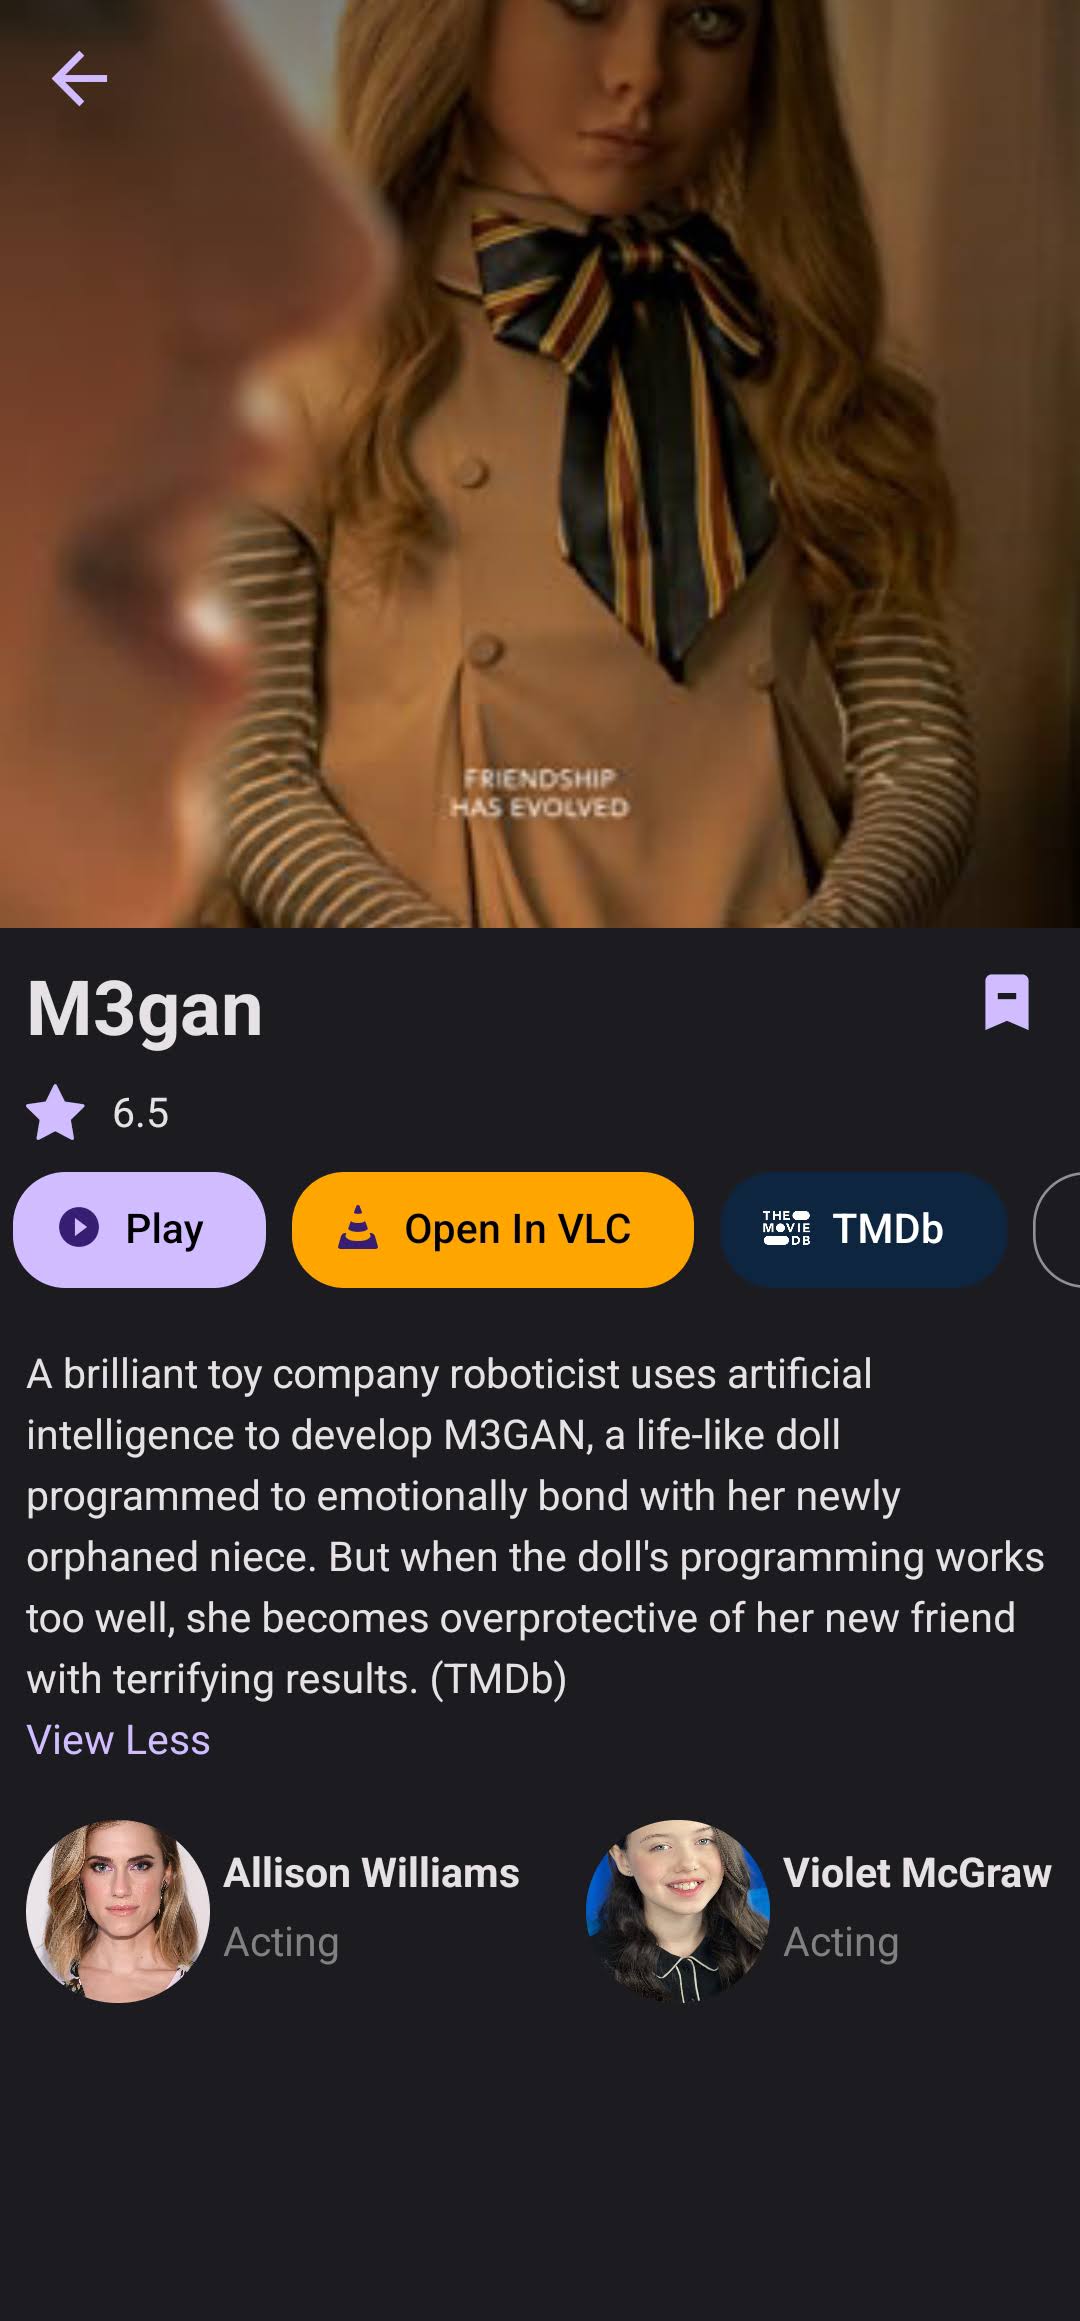 FRIENDSHIP
HAS EVOLVED
M3gan
6.5
Play
Open In VLC
THE
MOVIE
DB
TMDb
A brilliant toy company roboticist uses artificial
intelligence to develop M3GAN, a life-like doll
programmed to emotionally bond with her newly
orphaned niece. But when the doll's programming works
too well, she becomes overprotective of her new friend
with terrifying results. (TMDb)
View Less
Allison Williams
Acting
Violet McGraw
Acting